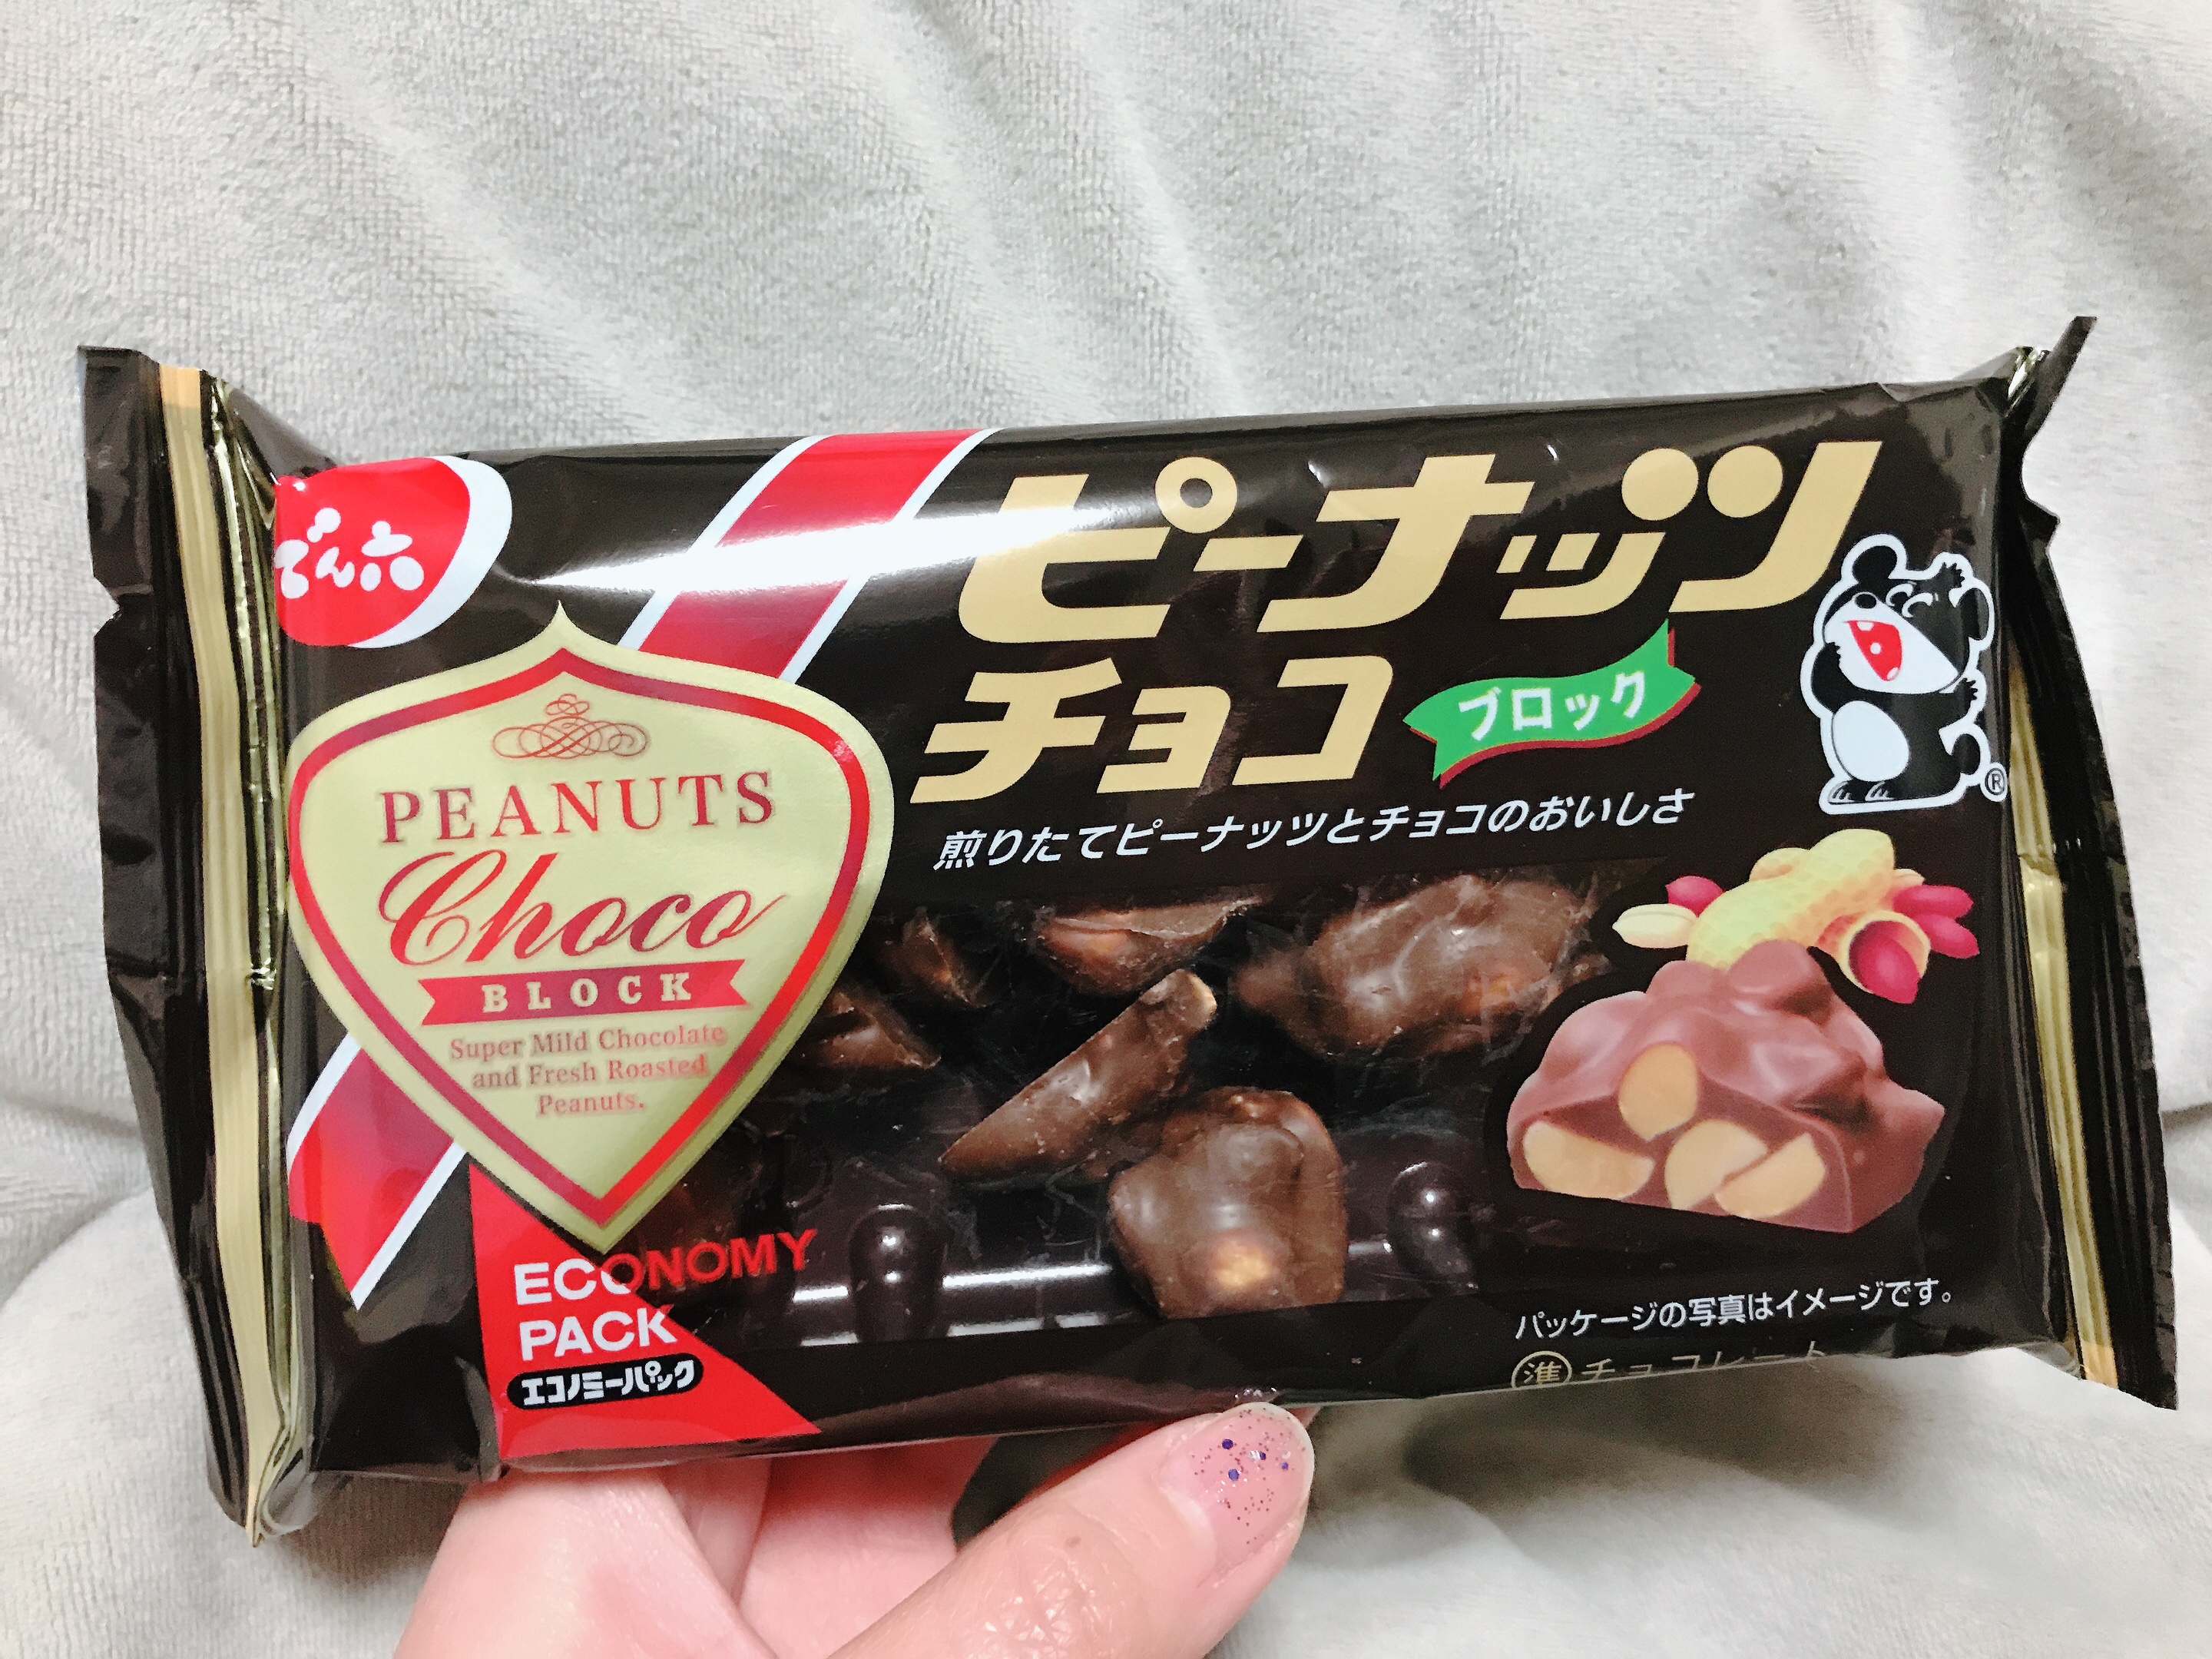 でん六
ピーナッツ
チョコ
ブロック
煎りたてピーナッツとチョコのおいしさ
PEANUTS
Choco
BLOCK
Super Mild Chocolate
and Fresh Roasted
Peanuts.
ECONOMY
PACK
エコノミーパック
®
パッケージの写真はイメージです。
準チョコレート